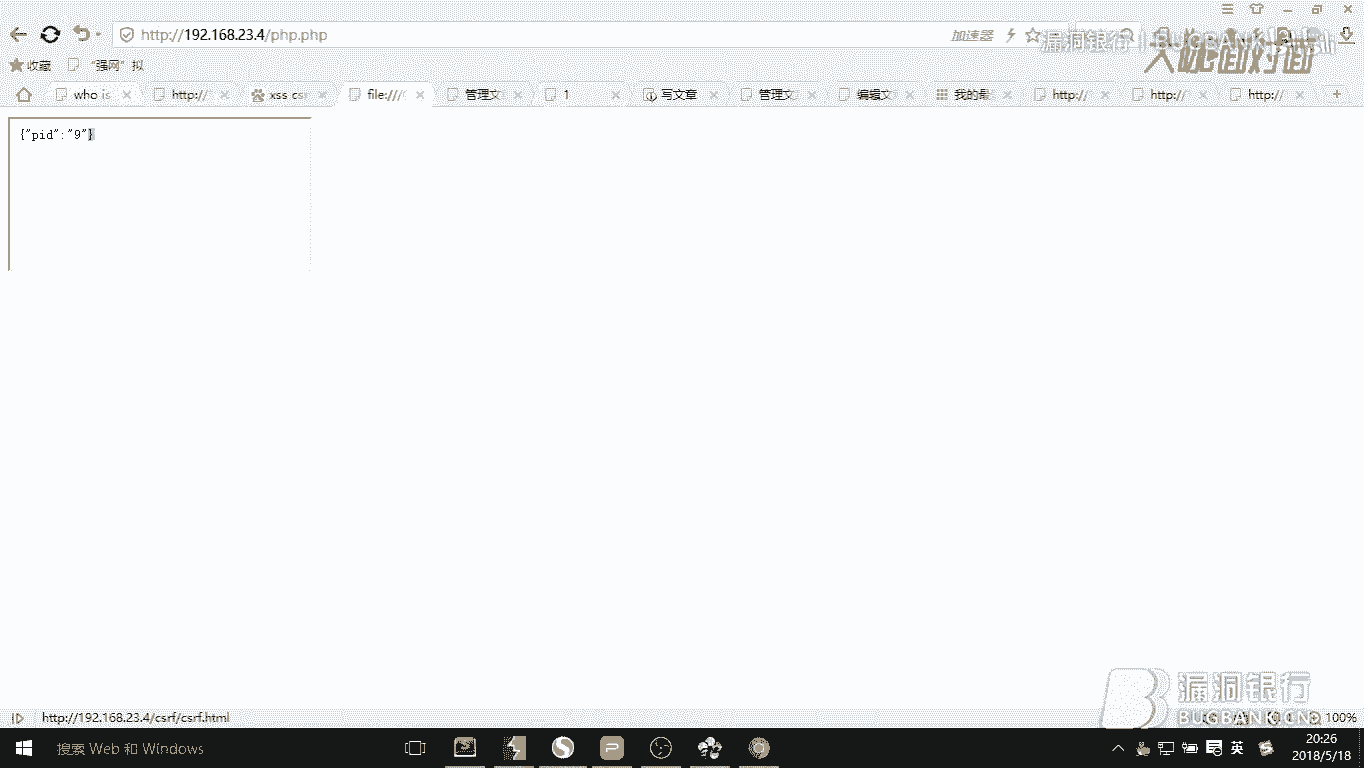 http://192.168.23.4/php.php
加速器
漏洞银行 | BUGBANK
大咖面对面
收藏 "强网"拟
who is
http://
xss csr
file:///
管理文
1
写文章
管理文
编辑文
我的最
http://
http://
http://
{"pid":"9"}
漏洞银行
BUGBANK.CN
http://192.168.23.4/csrf/csrf.html
100%
搜索 Web 和 Windows
英
20:26
2018/5/18